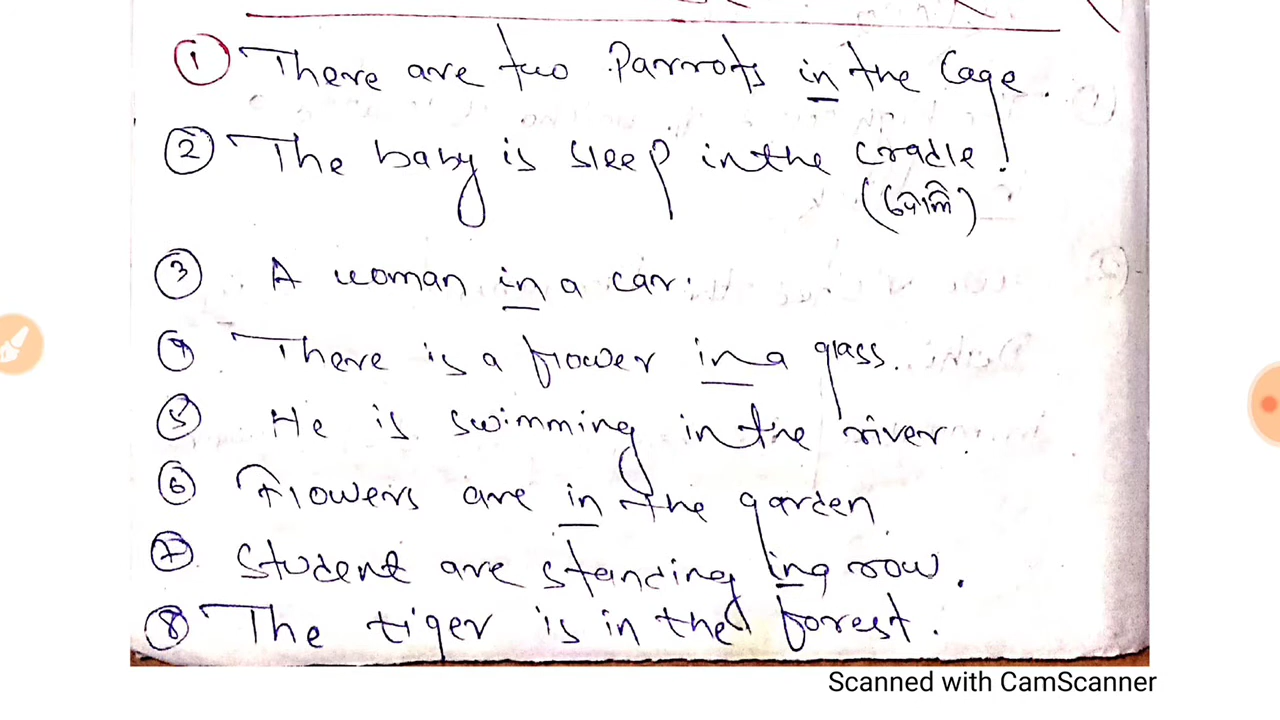 ① There are two Parrots in the Cage.
② The baby is sleep in the cradle!
(ଦୋଳି)
③ A woman in a car.
④ There is a flower in a glass.
⑤ He is swimming in the river.
⑥ Flowers are in the garden
⑦ Student are standing ing row.
⑧ The tiger is in the forest.
Scanned with CamScanner